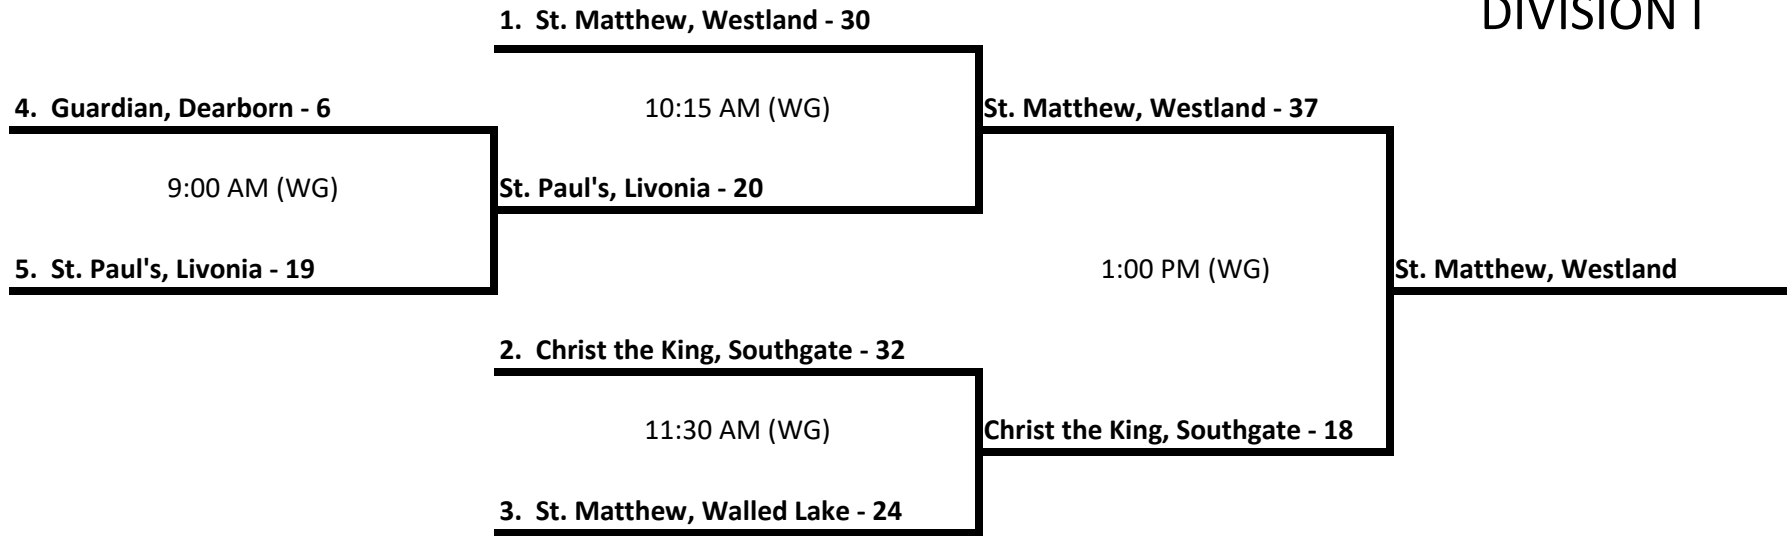 DIVISION I
1. St. Matthew, Westland - 30
4. Guardian, Dearborn - 6
10:15 AM (WG)
St. Matthew, Westland - 37
9:00 AM (WG)
St. Paul's, Livonia - 20
5. St. Paul's, Livonia - 19
1:00 PM (WG)
St. Matthew, Westland
2. Christ the King, Southgate - 32
11:30 AM (WG)
Christ the King, Southgate - 18
3. St. Matthew, Walled Lake - 24